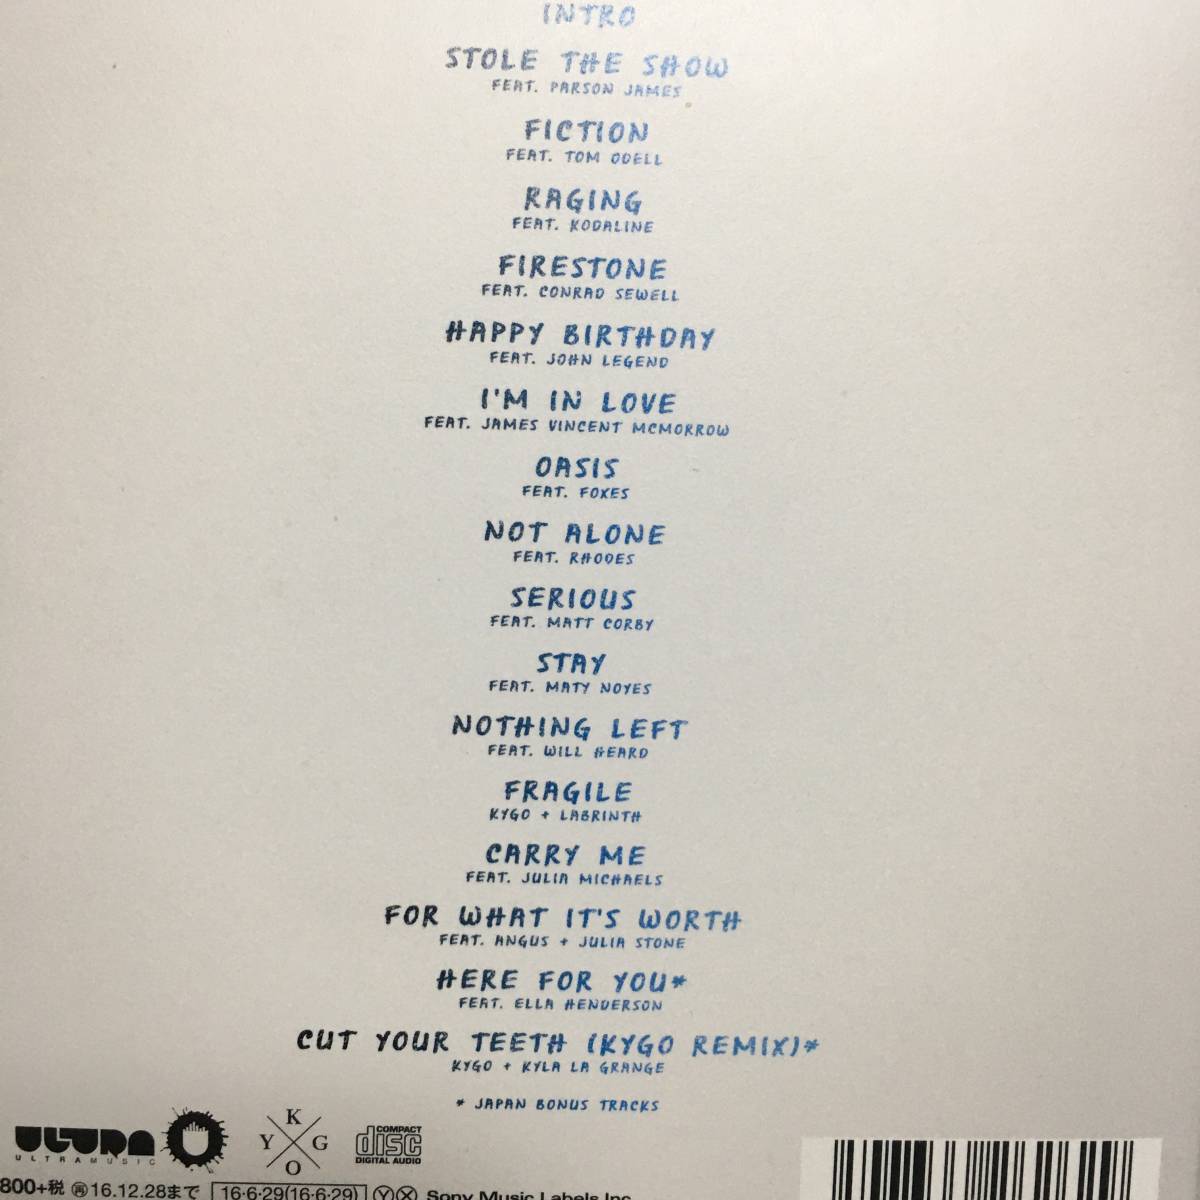 INTRO
STOLE THE SHOW
FEAT. PARSON JAMES
FICTION
FEAT. TOM ODELL
RAGING
FEAT. KODALINE
FIRESTONE
FEAT. CONRAD SEWELL
HAPPY BIRTHDAY
FEAT. JOHN LEGEND
I'M IN LOVE
FEAT. JAMES VINCENT MCMORROW
OASIS
FEAT. FOXES
NOT ALONE
FEAT. RHODES
SERIOUS
FEAT. MATT CORBY
STAY
FEAT. MATY NOYES
NOTHING LEFT
FEAT. WILL HEARD
FRAGILE
KYGO + LABRINTH
CARRY ME
FEAT. JULIA MICHAELS
FOR WHAT IT'S WORTH
FEAT. ANGUS + JULIA STONE
HERE FOR YOU*
FEAT. ELLA HENDERSON
CUT YOUR TEETH (KYGO REMIX)*
KYGO + KYLA LA GRANGE
* JAPAN BONUS TRACKS
ULTRA
ULTRAMUSIC
K
Y G
O
COMPACT
disc
DIGITAL AUDIO
800+税 ㊥16.12.28まで 16·6·29(16·6·29) Ⓨ Ⓧ Sony Music Labels Inc.